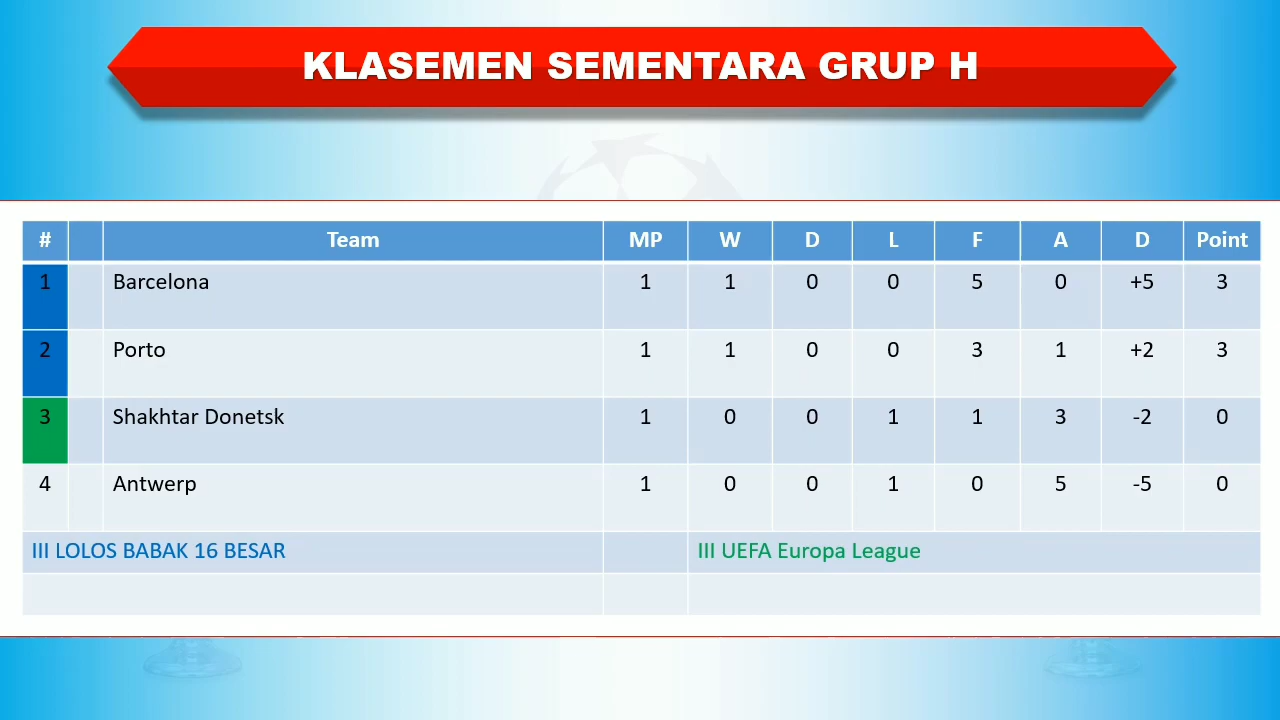 KLASEMEN SEMENTARA GRUP H
# Team MP W D L F A D Point
1 Barcelona 1 1 0 0 5 0 +5 3
2 Porto 1 1 0 0 3 1 +2 3
3 Shakhtar Donetsk 1 0 0 1 1 3 -2 0
4 Antwerp 1 0 0 1 0 5 -5 0
III LOLOS BABAK 16 BESAR III UEFA Europa League